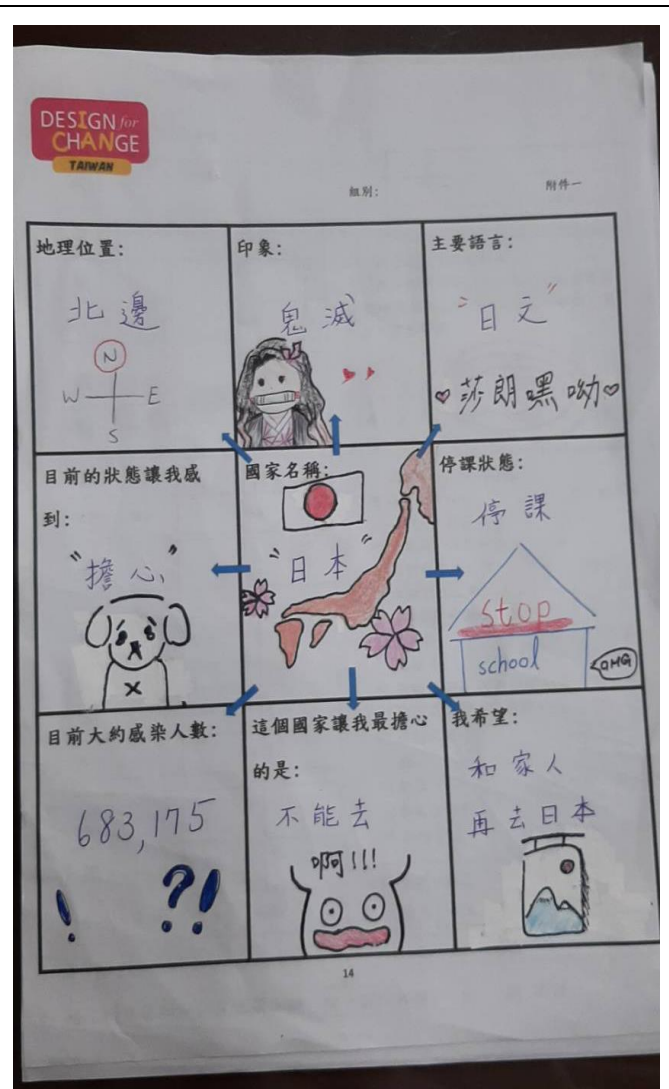 DESIGN for
CHANGE
TAIWAN
組別:
附件一
地理位置:
北邊
N
W E
S
印象:
鬼滅
主要語言:
"日文"
莎朗嘿呦
目前的狀態讓我感
到:
"擔心"
國家名稱:
"日本"
停課狀態:
停課
stop
school
OMG
目前大約感染人數:
683,175
! ?!
這個國家讓我最擔心
的是:
不能去
啊!!!
我希望:
和家人
再去日本
14